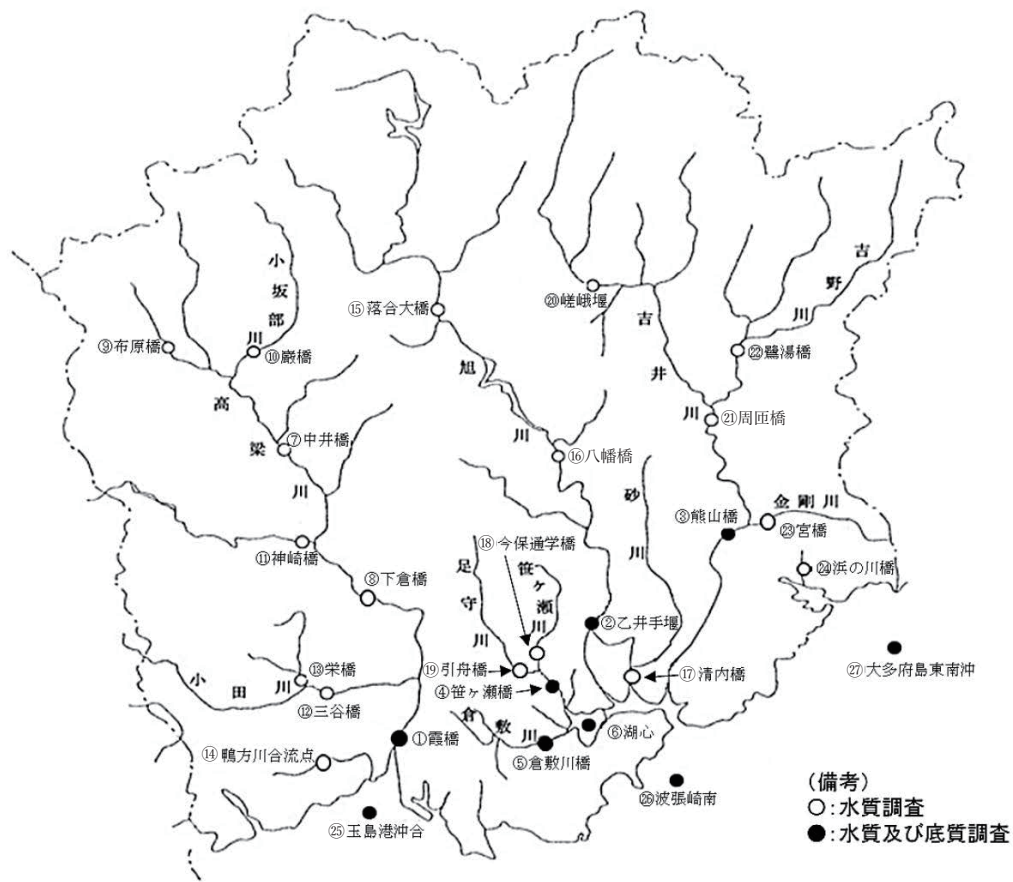 小坂部川
吉野川
⑮落合大橋
⑳嵯峨堰
吉井川
⑨布原橋
⑩巌橋
㉒鷺湯橋
旭川
高梁川
㉑周匝橋
⑦中井橋
⑯八幡橋
砂川
金剛川
③熊山橋
㉓宮橋
⑪神崎橋
⑱今保通学橋
足守川
笹ヶ瀬川
㉔浜の川橋
⑧下倉橋
②乙井手堰
㉗大多府島東南沖
⑬栄橋
⑲引舟橋
⑰清内橋
小田川
④笹ヶ瀬橋
⑫三谷橋
倉敷川
①霞橋
⑥湖心
⑭鴨方川合流点
⑤倉敷川橋
㉖波張崎南
㉕玉島港沖合
(備考)
○:水質調査
●:水質及び底質調査